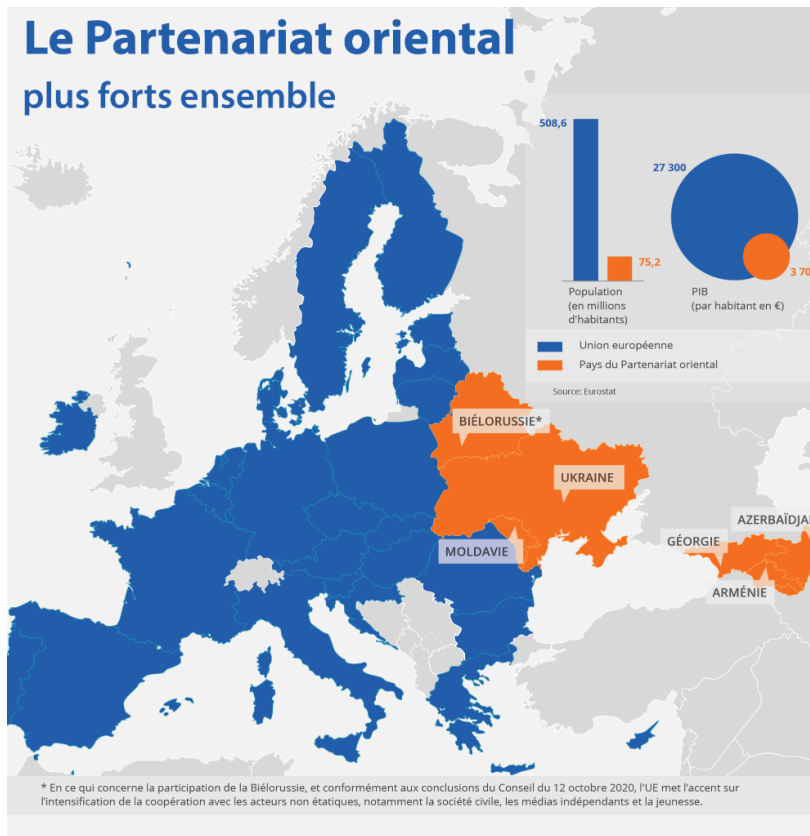 Le Partenariat oriental
plus forts ensemble
508,6
75,2
Population
(en millions
d'habitants)
27 300
3 70
PIB
(par habitant en €)
Union européenne
Pays du Partenariat oriental
Source: Eurostat
BIÉLORUSSIE*
UKRAINE
MOLDAVIE
AZERBAÏDJA
GÉORGIE
ARMÉNIE
* En ce qui concerne la participation de la Biélorussie, et conformément aux conclusions du Conseil du 12 octobre 2020, l'UE met l'accent sur
l'intensification de la coopération avec les acteurs non étatiques, notamment la société civile, les médias indépendants et la jeunesse.